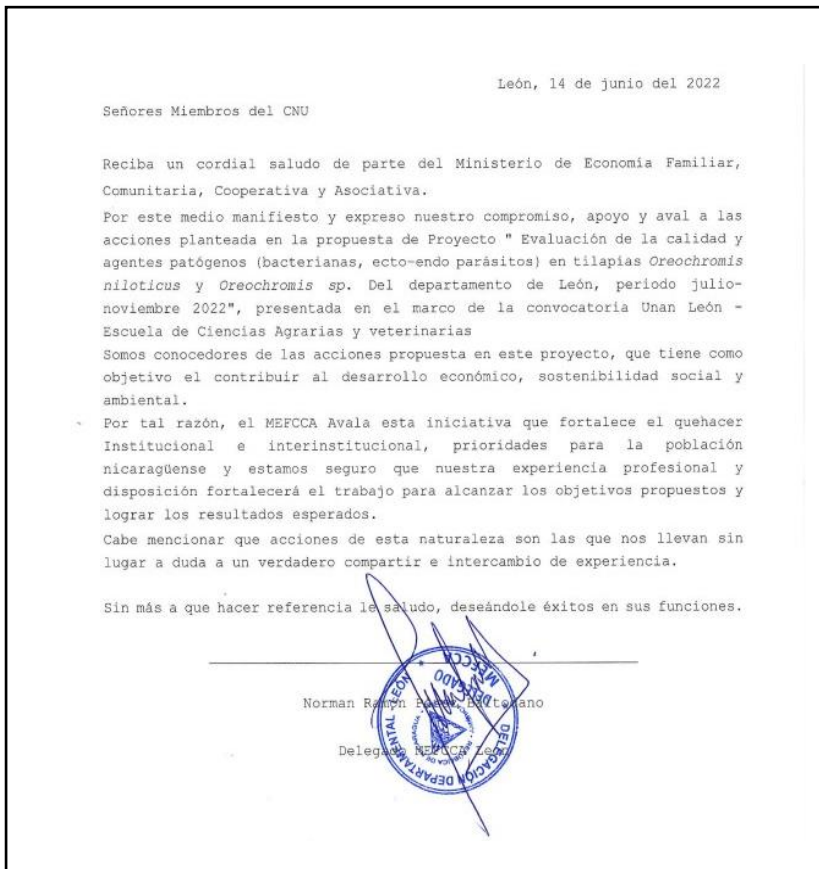 León, 14 de junio del 2022
Señores Miembros del CNU
Reciba un cordial saludo de parte del Ministerio de Economía Familiar,
Comunitaria, Cooperativa y Asociativa.
Por este medio manifiesto y expreso nuestro compromiso, apoyo y aval a las
acciones planteada en la propuesta de Proyecto " Evaluación de la calidad y
agentes patógenos (bacterianas, ecto-endo parásitos) en tilapias Oreochromis
niloticus y Oreochromis sp. Del departamento de León, periodo julio-
noviembre 2022", presentada en el marco de la convocatoria Unan León -
Escuela de Ciencias Agrarias y veterinarias
Somos conocedores de las acciones propuesta en este proyecto, que tiene como
objetivo el contribuir al desarrollo económico, sostenibilidad social y
ambiental.
Por tal razón, el MEFCCA Avala esta iniciativa que fortalece el quehacer
Institucional e interinstitucional, prioridades para la población
nicaragüense y estamos seguro que nuestra experiencia profesional y
disposición fortalecerá el trabajo para alcanzar los objetivos propuestos y
lograr los resultados esperados.
Cabe mencionar que acciones de esta naturaleza son las que nos llevan sin
lugar a duda a un verdadero compartir e intercambio de experiencia.
Sin más a que hacer referencia le saludo, deseándole éxitos en sus funciones.
Norman Ramón
Delegado MEFCCA León
DELEGACIÓN DEPARTAMENTAL - LEÓN
DELEGADO
MEFCCA